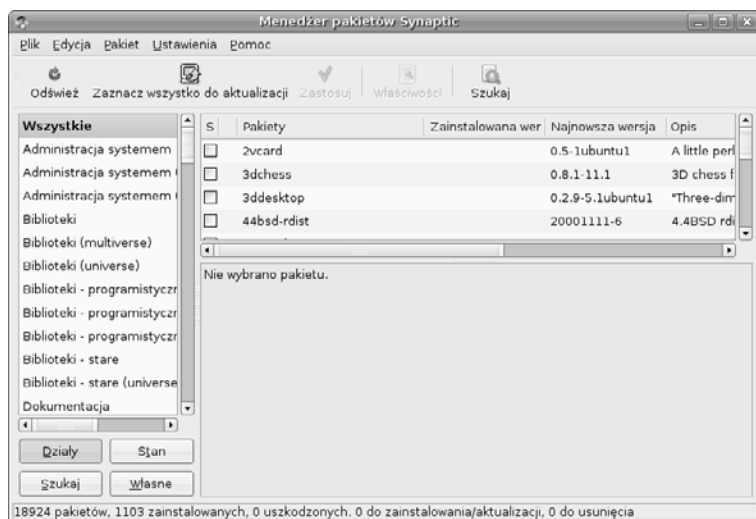 Menedżer pakietów Synaptic
Plik Edycja Pakiet Ustawienia Pomoc
Odśwież Zaznacz wszystko do aktualizacji Zastosuj Właściwości Szukaj
Wszystkie
Administracja systemem
Administracja systemem (
Administracja systemem (
Biblioteki
Biblioteki (multiverse)
Biblioteki (universe)
Biblioteki - programistyczr
Biblioteki - programistyczr
Biblioteki - programistyczr
Biblioteki - stare
Biblioteki - stare (universe
Dokumentacja
Działy Stan
Szukaj Własne
S Pakiety Zainstalowana wer Najnowsza wersja Opis
2vcard 0.5-1ubuntu1 A little perl
3dchess 0.8.1-11.1 3D chess f
3ddesktop 0.2.9-5.1ubuntu1 "Three-dim
44bsd-rdist 20001111-6 4.4BSD rdi
Nie wybrano pakietu.
18924 pakietów, 1103 zainstalowanych, 0 uszkodzonych. 0 do zainstalowania/aktualizacji, 0 do usunięcia